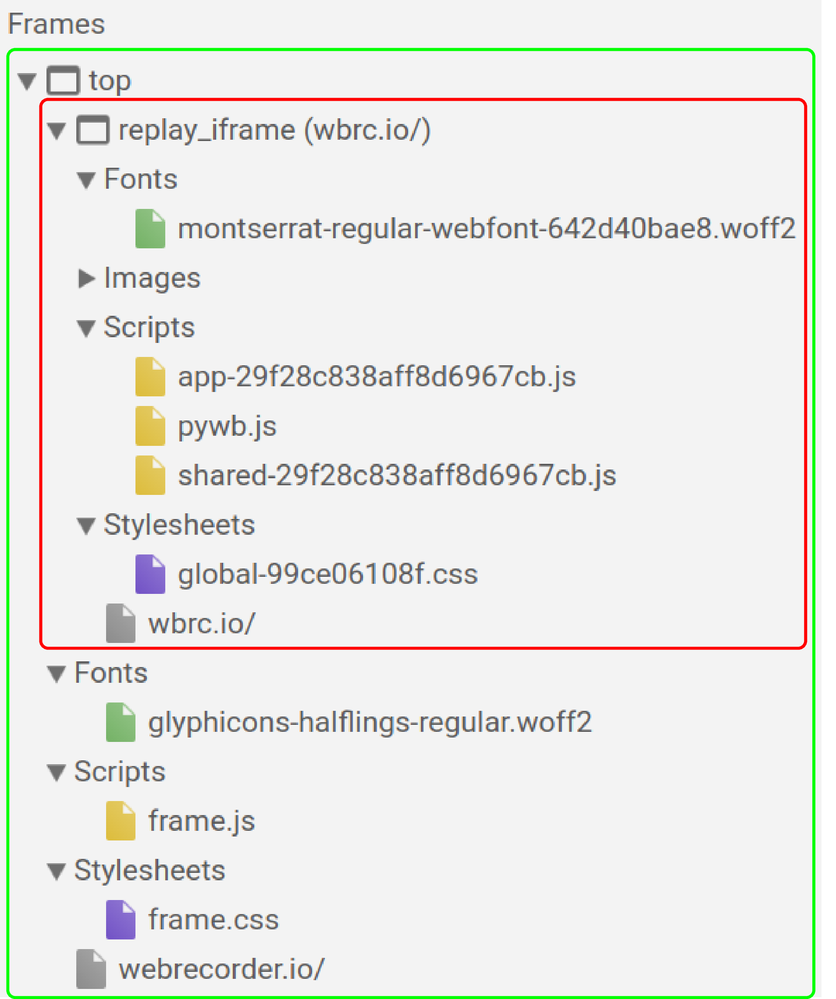 Frames
top
replay_iframe (wbrc.io/)
Fonts
montserrat-regular-webfont-642d40bae8.woff2
Images
Scripts
app-29f28c838aff8d6967cb.js
pywb.js
shared-29f28c838aff8d6967cb.js
Stylesheets
global-99ce06108f.css
wbrc.io/
Fonts
glyphicons-halflings-regular.woff2
Scripts
frame.js
Stylesheets
frame.css
webrecorder.io/